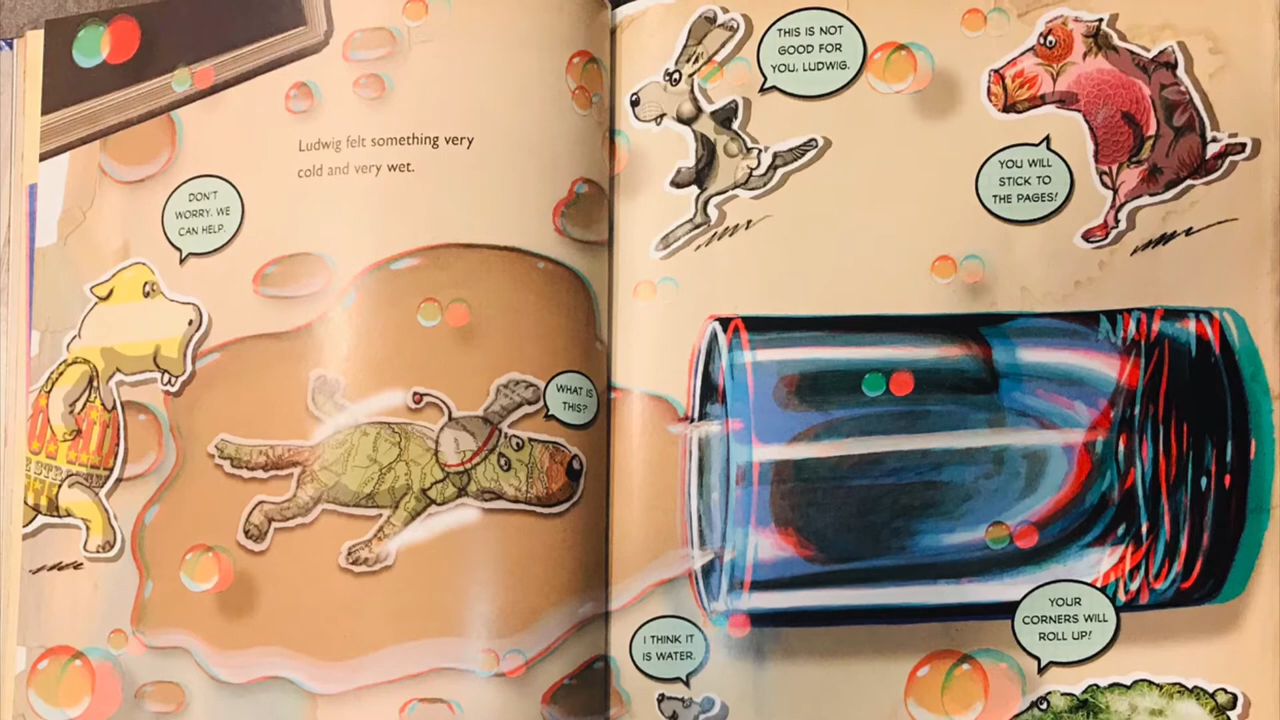 Ludwig felt something very
cold and very wet.
DON'T
WORRY. WE
CAN HELP.
WHAT IS
THIS?
THIS IS NOT
GOOD FOR
YOU, LUDWIG.
YOU WILL
STICK TO
THE PAGES!
I THINK IT
IS WATER.
YOUR
CORNERS WILL
ROLL UP!